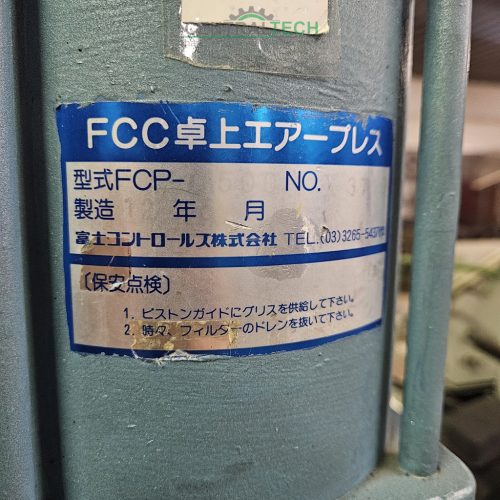 FCC卓上エアープレス
型式FCP- NO.
製造 年 月
富士コントロールズ株式会社 TEL.(03)3265-5437㈹
〔保安点検〕
1. ピストンガイドにグリスを供給して下さい。
2. 時々、フィルターのドレンを抜いて下さい。